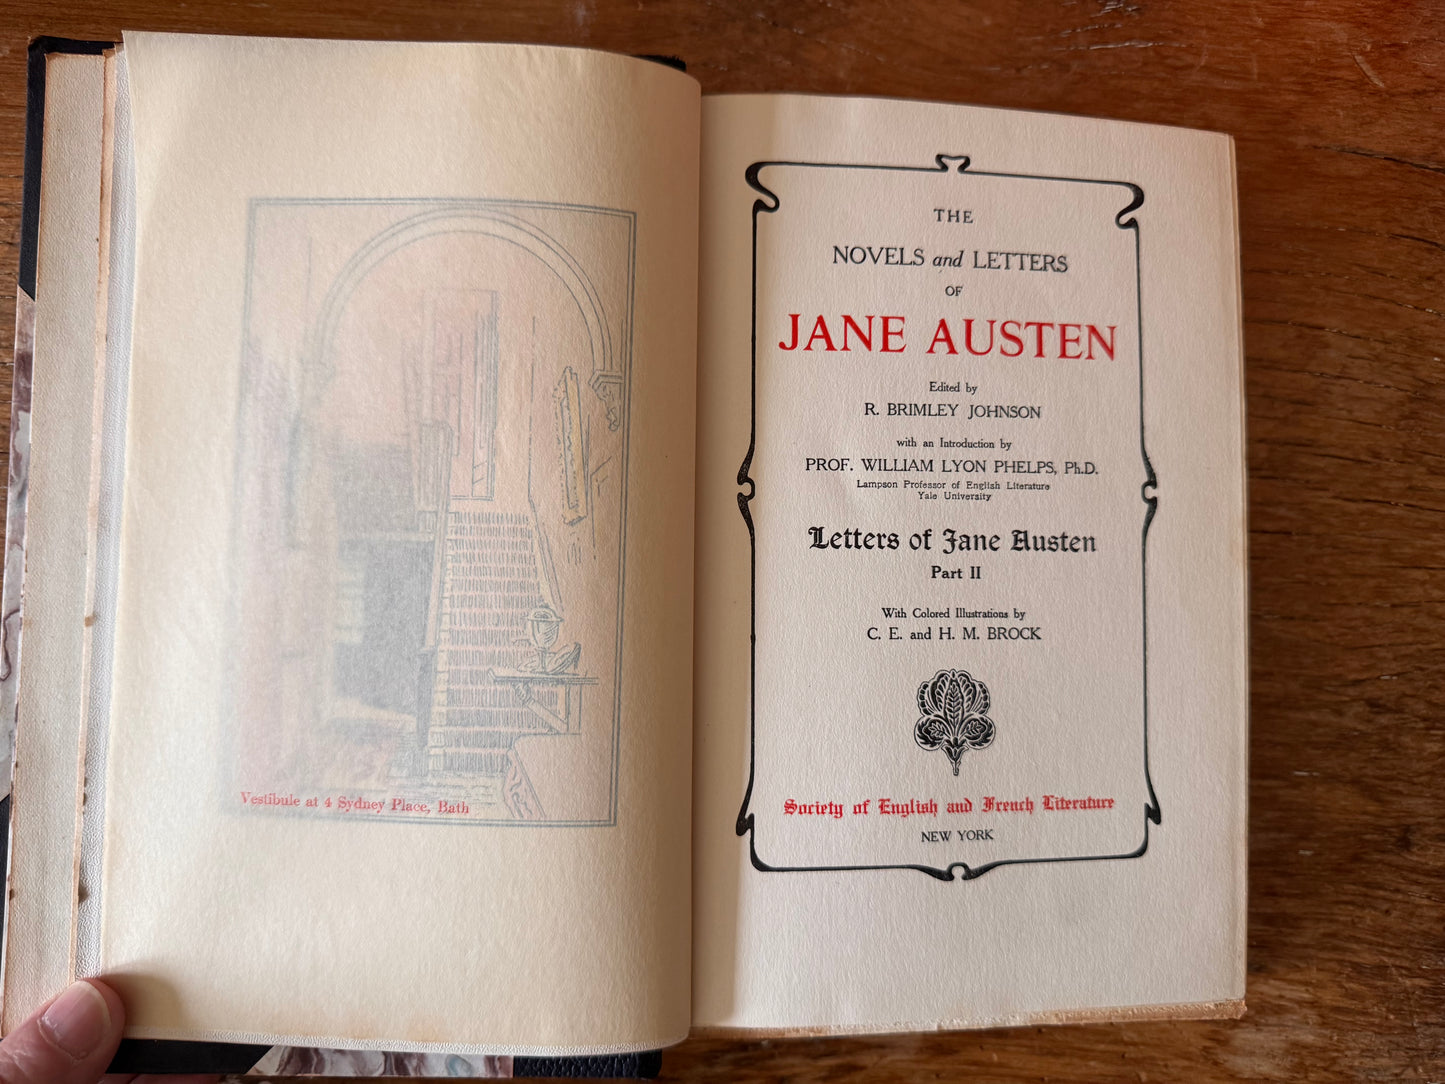 Vestibule at 4 Sydney Place, Bath
THE
NOVELS and LETTERS
OF
JANE AUSTEN
Edited by
R. BRIMLEY JOHNSON
with an Introduction by
PROF. WILLIAM LYON PHELPS, Ph.D.
Lampson Professor of English Literature
Yale University
Letters of Jane Austen
Part II
With Colored Illustrations by
C. E. and H. M. BROCK
Society of English and French Literature
NEW YORK